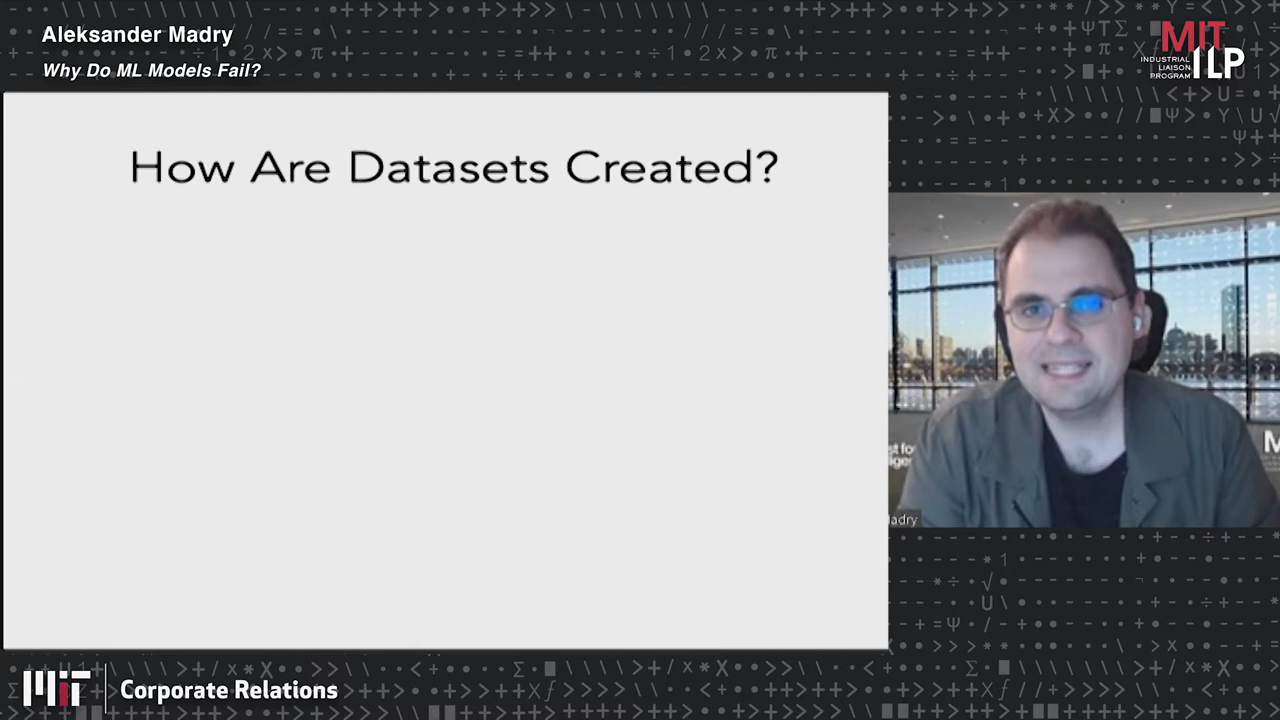 Aleksander Madry
Why Do ML Models Fail?
MIT
INDUSTRIAL
LIAISON
PROGRAM
ILP
How Are Datasets Created?
M
adry
MIT
Corporate Relations